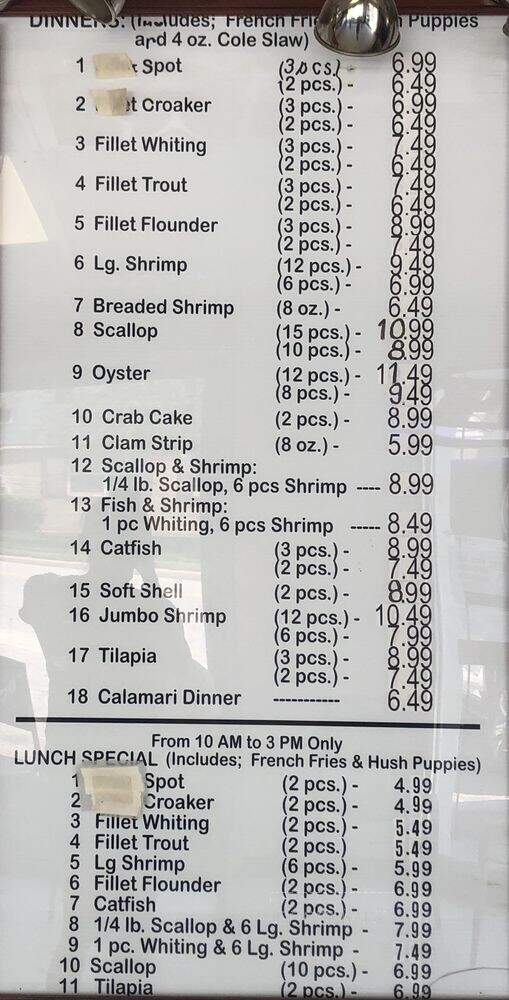 DINNERS: (Includes; French Fries Puppies
and 4 oz. Cole Slaw)
1 Spot (3 pcs.) - 6.99
(2 pcs.) - 6.49
2 Croaker (3 pcs.) - 6.99
(2 pcs.) - 6.49
3 Fillet Whiting (3 pcs.) - 7.49
(2 pcs.) - 6.49
4 Fillet Trout (3 pcs.) - 7.49
(2 pcs.) - 6.49
5 Fillet Flounder (3 pcs.) - 8.99
(2 pcs.) - 7.49
6 Lg. Shrimp (12 pcs.) - 9.49
(6 pcs.) - 6.99
7 Breaded Shrimp (8 oz.) - 6.49
8 Scallop (15 pcs.) - 10.99
(10 pcs.) - 8.99
9 Oyster (12 pcs.) - 11.49
(8 pcs.) - 9.49
10 Crab Cake (2 pcs.) - 8.99
11 Clam Strip (8 oz.) - 5.99
12 Scallop & Shrimp:
1/4 lb. Scallop, 6 pcs Shrimp ---- 8.99
13 Fish & Shrimp:
1 pc Whiting, 6 pcs Shrimp ----- 8.49
14 Catfish (3 pcs.) - 8.99
(2 pcs.) - 7.49
15 Soft Shell (2 pcs.) - 8.99
16 Jumbo Shrimp (12 pcs.) - 10.49
(6 pcs.) - 7.99
17 Tilapia (3 pcs.) - 8.99
(2 pcs.) - 7.49
18 Calamari Dinner ----------- 6.49
From 10 AM to 3 PM Only
LUNCH SPECIAL (Includes; French Fries & Hush Puppies)
1 Spot (2 pcs.) - 4.99
2 Croaker (2 pcs.) - 4.99
3 Fillet Whiting (2 pcs.) - 5.49
4 Fillet Trout (2 pcs.) 5.49
5 Lg Shrimp (6 pcs.) - 5.99
6 Fillet Flounder (2 pcs.) - 6.99
7 Catfish (2 pcs.) - 6.99
8 1/4 lb. Scallop & 6 Lg. Shrimp - 7.99
9 1 pc. Whiting & 6 Lg. Shrimp - 7.49
10 Scallop (10 pcs.) - 6.99
11 Tilapia (2 pcs.) - 6.99